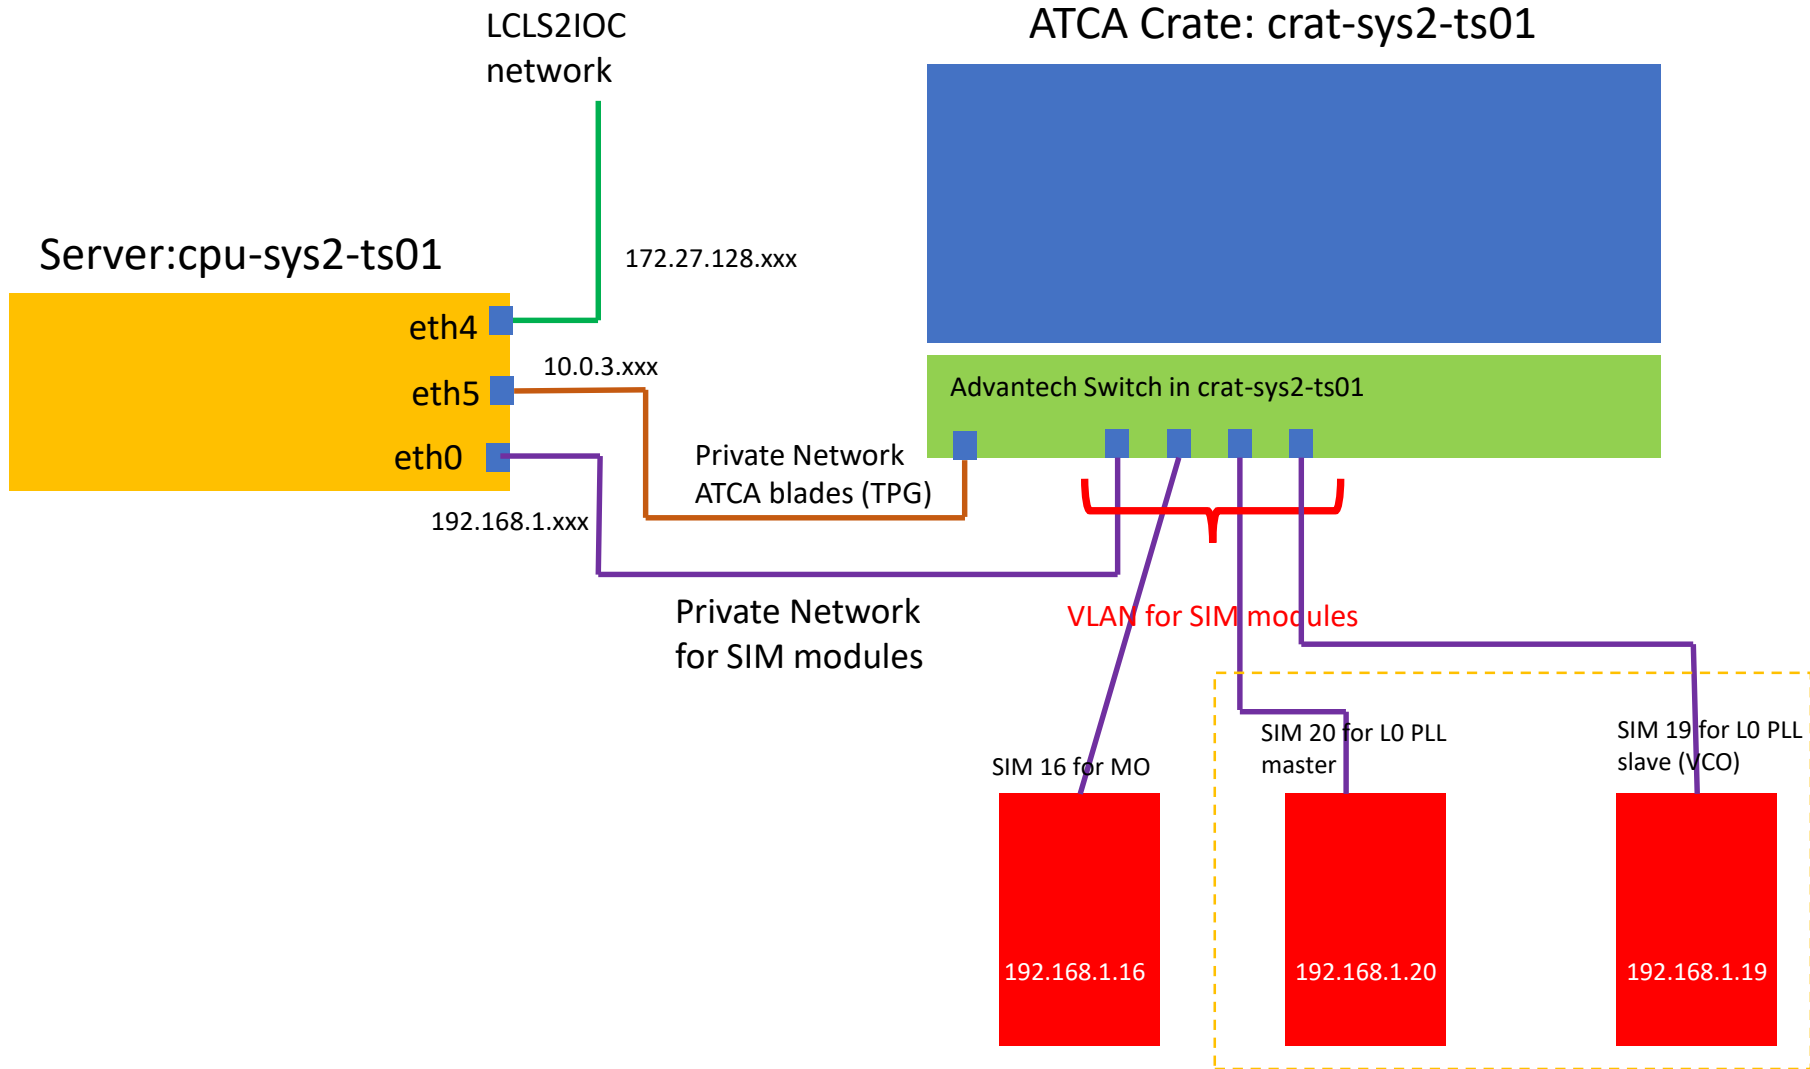 LCLS2IOC
network
ATCA Crate: crat-sys2-ts01
Server:cpu-sys2-ts01
172.27.128.xxx
eth4
10.0.3.xxx
eth5
Advantech Switch in crat-sys2-ts01
eth0
Private Network
ATCA blades (TPG)
192.168.1.xxx
Private Network
for SIM modules
VLAN for SIM modules
SIM 16 for MO
SIM 20 for L0 PLL
master
SIM 19 for L0 PLL
slave (VCO)
192.168.1.16
192.168.1.20
192.168.1.19